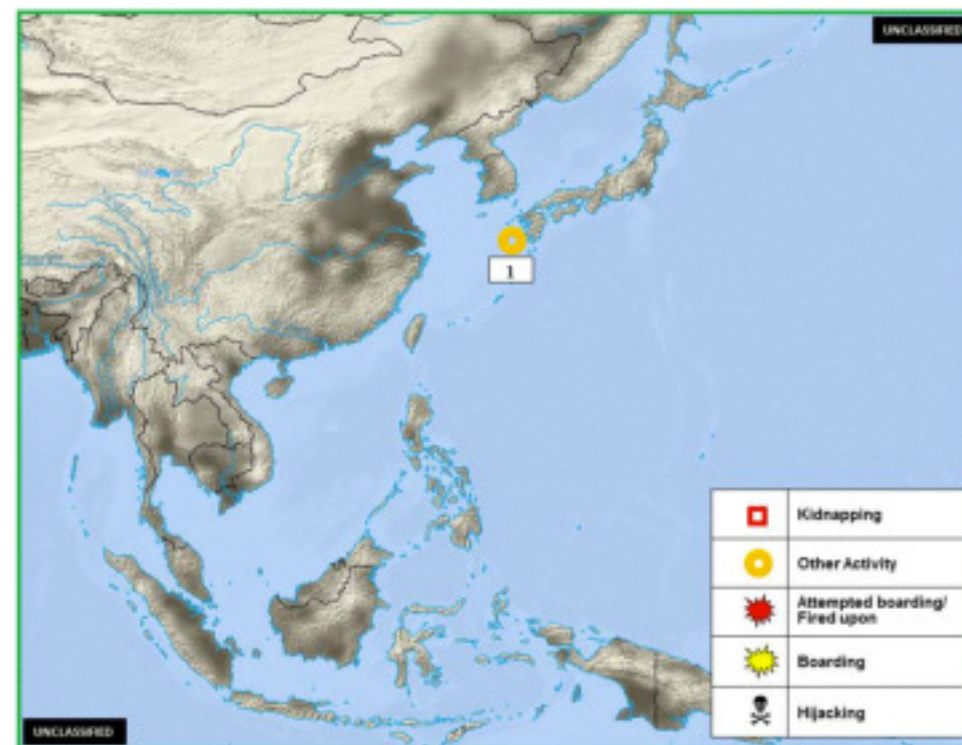 UNCLASSIFIED
1
Kidnapping
Other Activity
Attempted boarding/
Fired upon
Boarding
Hijacking
UNCLASSIFIED